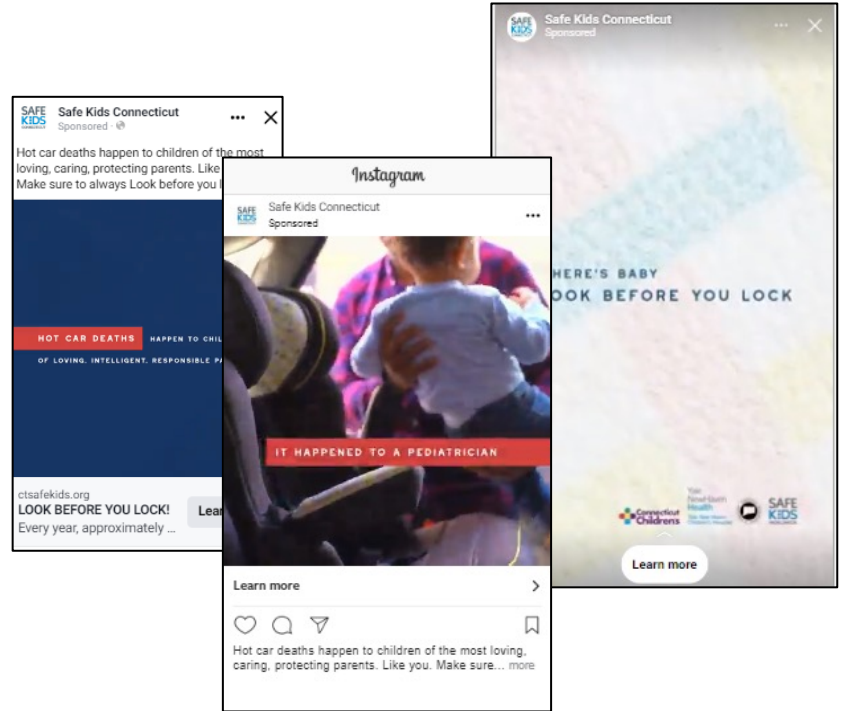 SAFE
KIDS
Safe Kids Connecticut
Sponsored ·
Hot car deaths happen to children of the most
loving, caring, protecting parents. Like
Make sure to always Look before you l
HOT CAR DEATHS HAPPEN TO CHIL
OF LOVING, INTELLIGENT, RESPONSIBLE PA
ctsafekids.org
LOOK BEFORE YOU LOCK!
Every year, approximately ...
Lear
Instagram
SAFE
KIDS
Safe Kids Connecticut
Sponsored
IT HAPPENED TO A PEDIATRICIAN
Learn more
Hot car deaths happen to children of the most loving,
caring, protecting parents. Like you. Make sure... more
SAFE
KIDS
Safe Kids Connecticut
Sponsored
HERE'S BABY
OOK BEFORE YOU LOCK
Connecticut
Childrens
Yale
NewHaven
Health
SAFE
KIDS
WORLDWIDE
Learn more